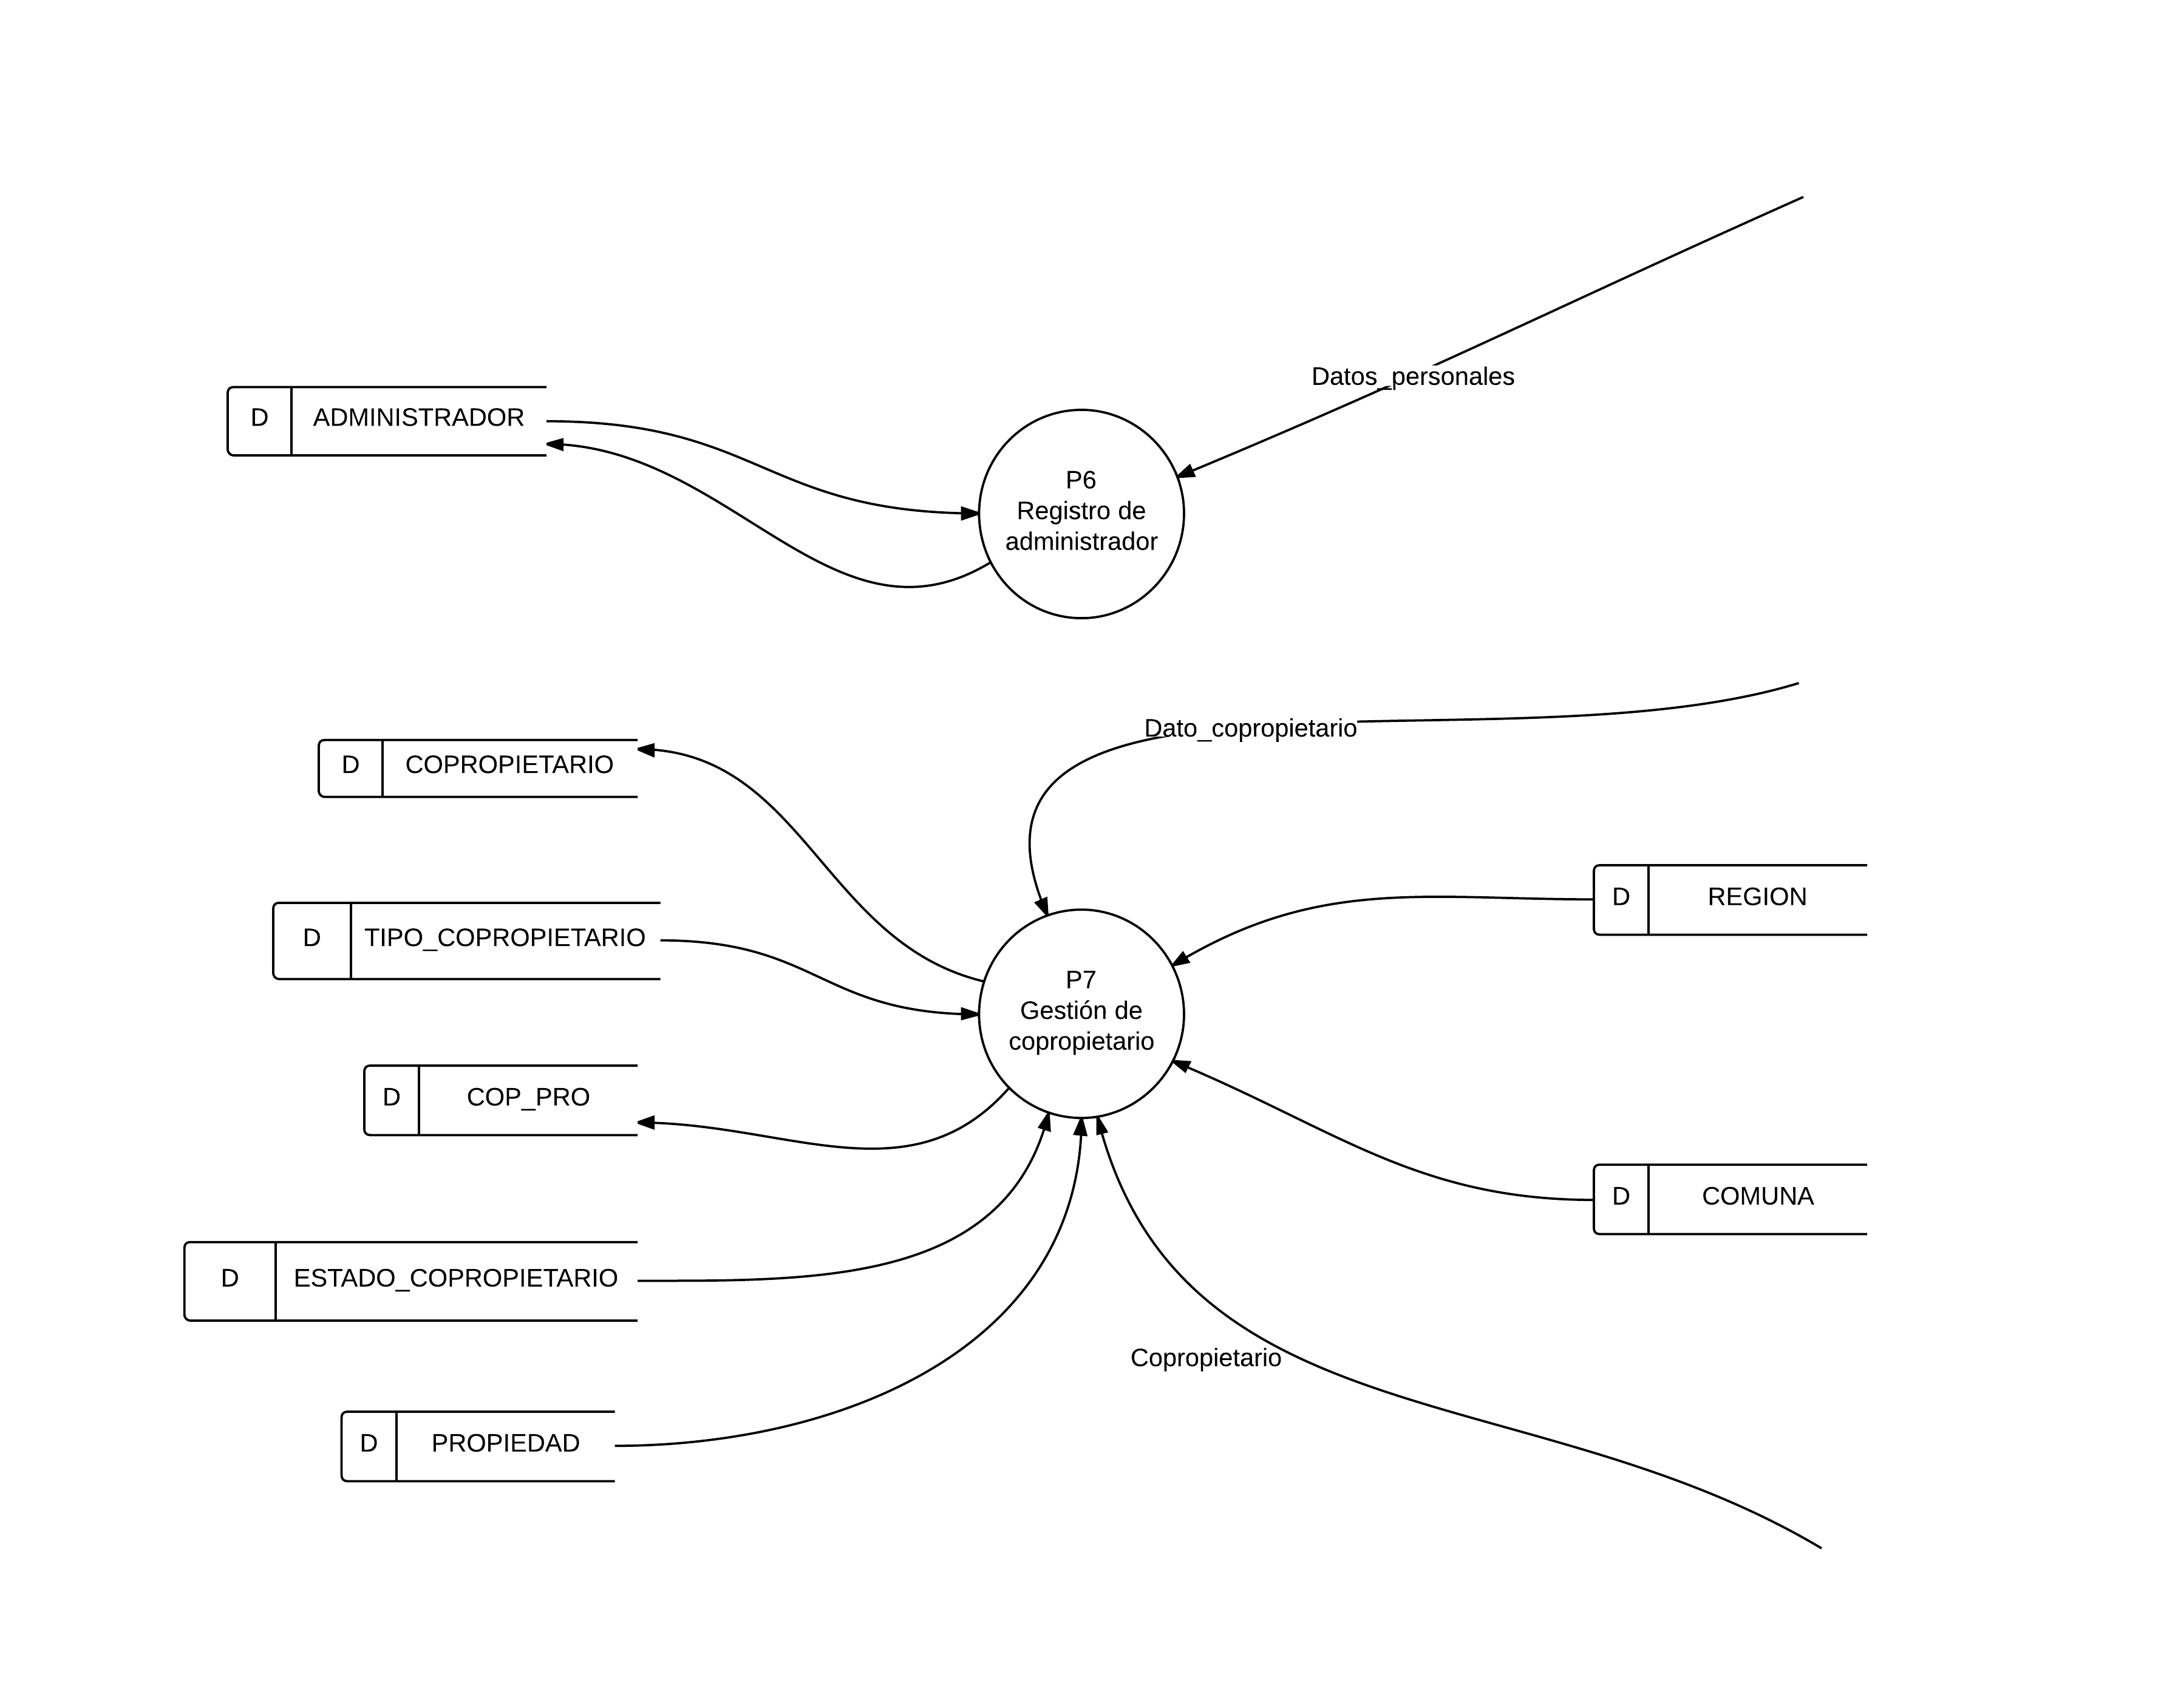 Datos_personales
D ADMINISTRADOR
P6
Registro de
administrador
Dato_copropietario
D COPROPIETARIO
D REGION
D TIPO_COPROPIETARIO
P7
Gestión de
copropietario
D COP_PRO
D COMUNA
D ESTADO_COPROPIETARIO
Copropietario
D PROPIEDAD